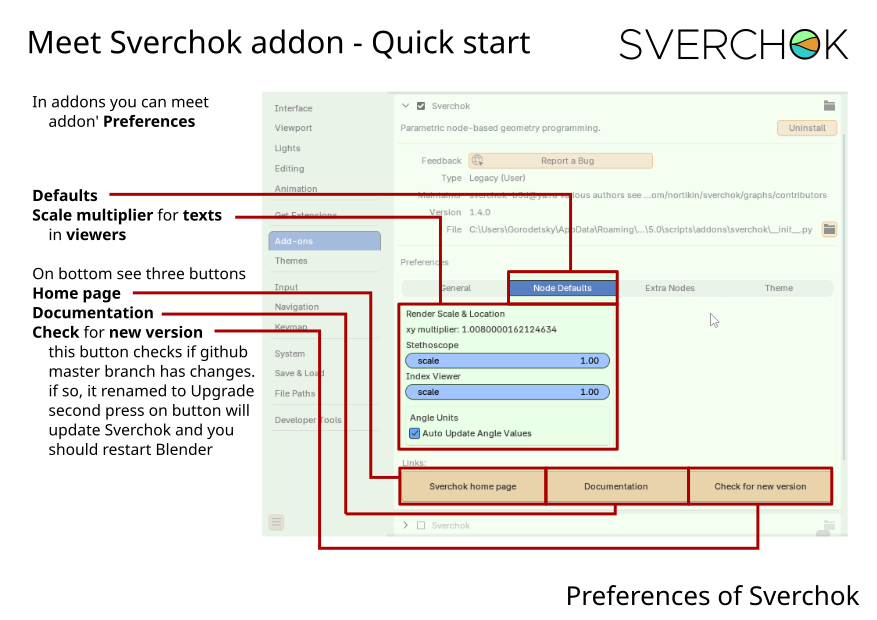 Meet Sverchok addon - Quick start
SVERCHOK
In addons you can meet
addon' Preferences
Defaults
Scale multiplier for texts
in viewers
On bottom see three buttons
Home page
Documentation
Check for new version
this button checks if github
master branch has changes.
if so, it renamed to Upgrade
second press on button will
update Sverchok and you
should restart Blender
Interface
Viewport
Lights
Editing
Animation
Get Extensions
Add-ons
Themes
Input
Navigation
Keymap
System
Save & Load
File Paths
Developer Tools
Sverchok
Parametric node-based geometry programming.
Uninstall
Feedback
Report a Bug
Type Legacy (User)
Maintainer sverchok-b3d@ya.ru various authors see ...om/nortikin/sverchok/graphs/contributors
Version 1.4.0
File C:\Users\Gorodetsky\AppData\Roaming\...\5.0\scripts\addons\sverchok\__init__.py
Preferences
General
Node Defaults
Extra Nodes
Theme
Render Scale & Location
xy multiplier: 1.0080000162124634
Stethoscope
scale 1.00
Index Viewer
scale 1.00
Angle Units
Auto Update Angle Values
Links:
Sverchok home page
Documentation
Check for new version
Sverchok
Preferences of Sverchok